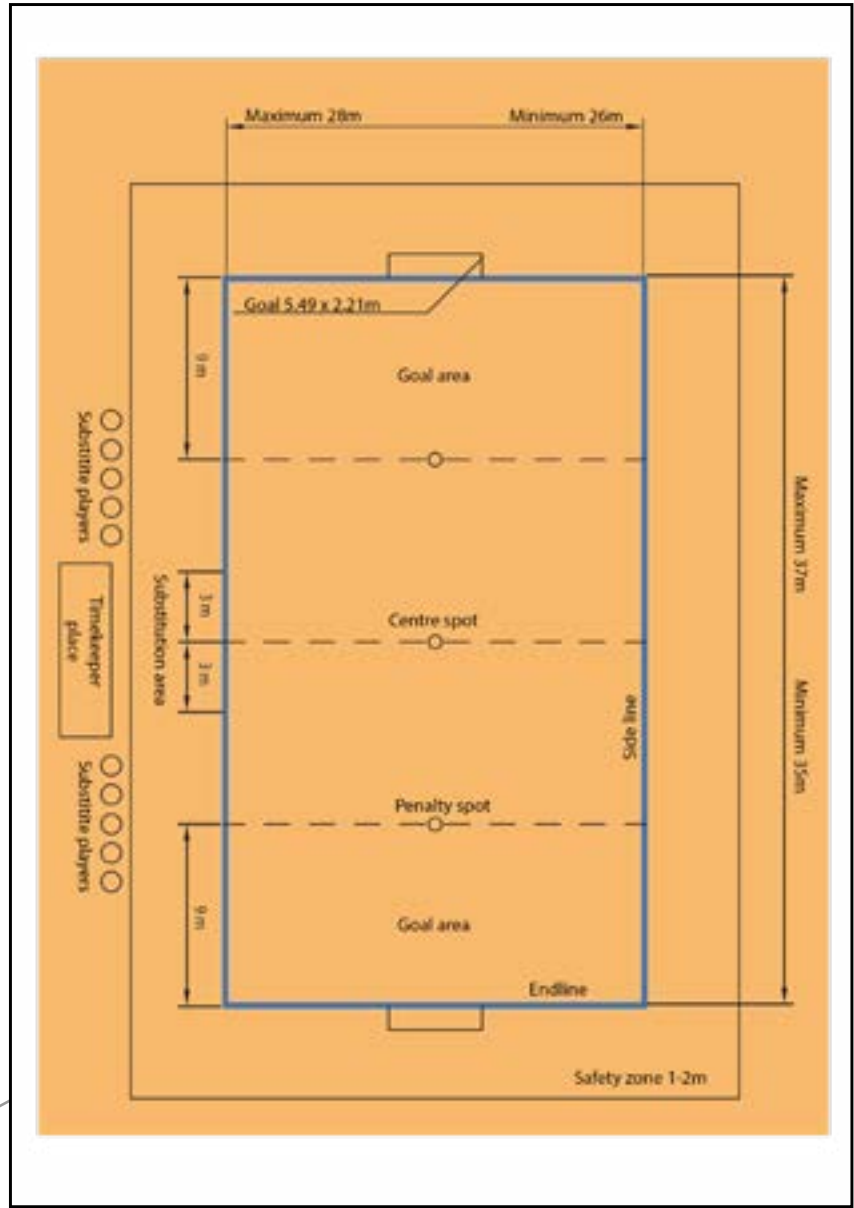 Maximum 28m
Minimum 26m
Goal 5.49 x 2.21m
9 m
Goal area
Substitite players
Maximum 37m
3 m
Substitution area
Centre spot
Timekeeper
place
3 m
Minimum 35m
Side line
Penalty spot
Substitite players
9 m
Goal area
Endline
Safety zone 1-2m